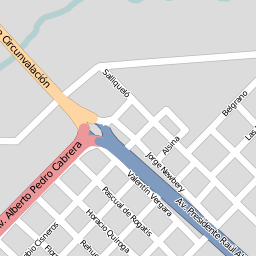 Circunvalación
Salliqueló
Belgrano
Alsina
Jorge Newbery
Av. Alberto Pedro Cabrera
Valentín Vergara
Av. Presidente Raúl
Pascual de Rogatis
Horacio Quiroga
Cisneros